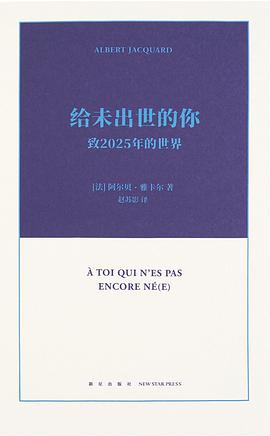 ALBERT JACQUARD
给未出世的你
致2025年的世界
[法] 阿尔贝·雅卡尔 著
赵苏影 译
À TOI QUI N'ES PAS
ENCORE NÉ(E)
新星出版社 NEW STAR PRESS